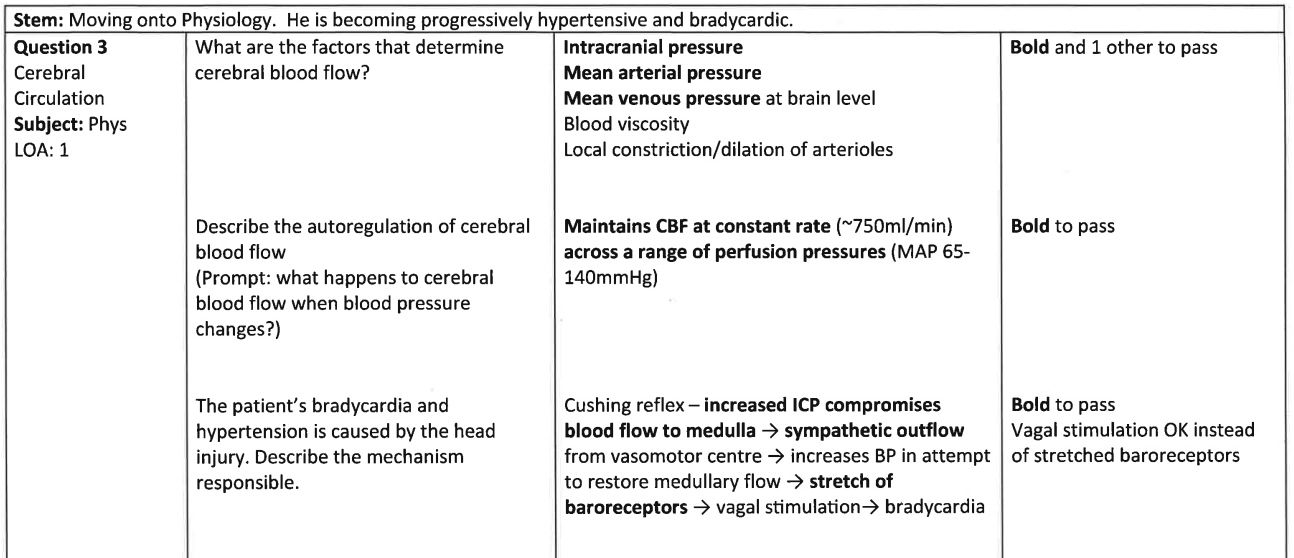 Stem: Moving onto Physiology.  He is becoming progressively hypertensive and bradycardic.
Question 3
Cerebral
Circulation
Subject: Phys
LOA: 1
What are the factors that determine
cerebral blood flow?
Intracranial pressure
Mean arterial pressure
Mean venous pressure at brain level
Blood viscosity
Local constriction/dilation of arterioles
Bold and 1 other to pass
Describe the autoregulation of cerebral
blood flow
(Prompt: what happens to cerebral
blood flow when blood pressure
changes?)
Maintains CBF at constant rate (~750ml/min)
across a range of perfusion pressures (MAP 65-
140mmHg)
Bold to pass
The patient's bradycardia and
hypertension is caused by the head
injury. Describe the mechanism
responsible.
Cushing reflex – increased ICP compromises
blood flow to medulla → sympathetic outflow
from vasomotor centre → increases BP in attempt
to restore medullary flow → stretch of
baroreceptors → vagal stimulation→ bradycardia
Bold to pass
Vagal stimulation OK instead
of stretched baroreceptors